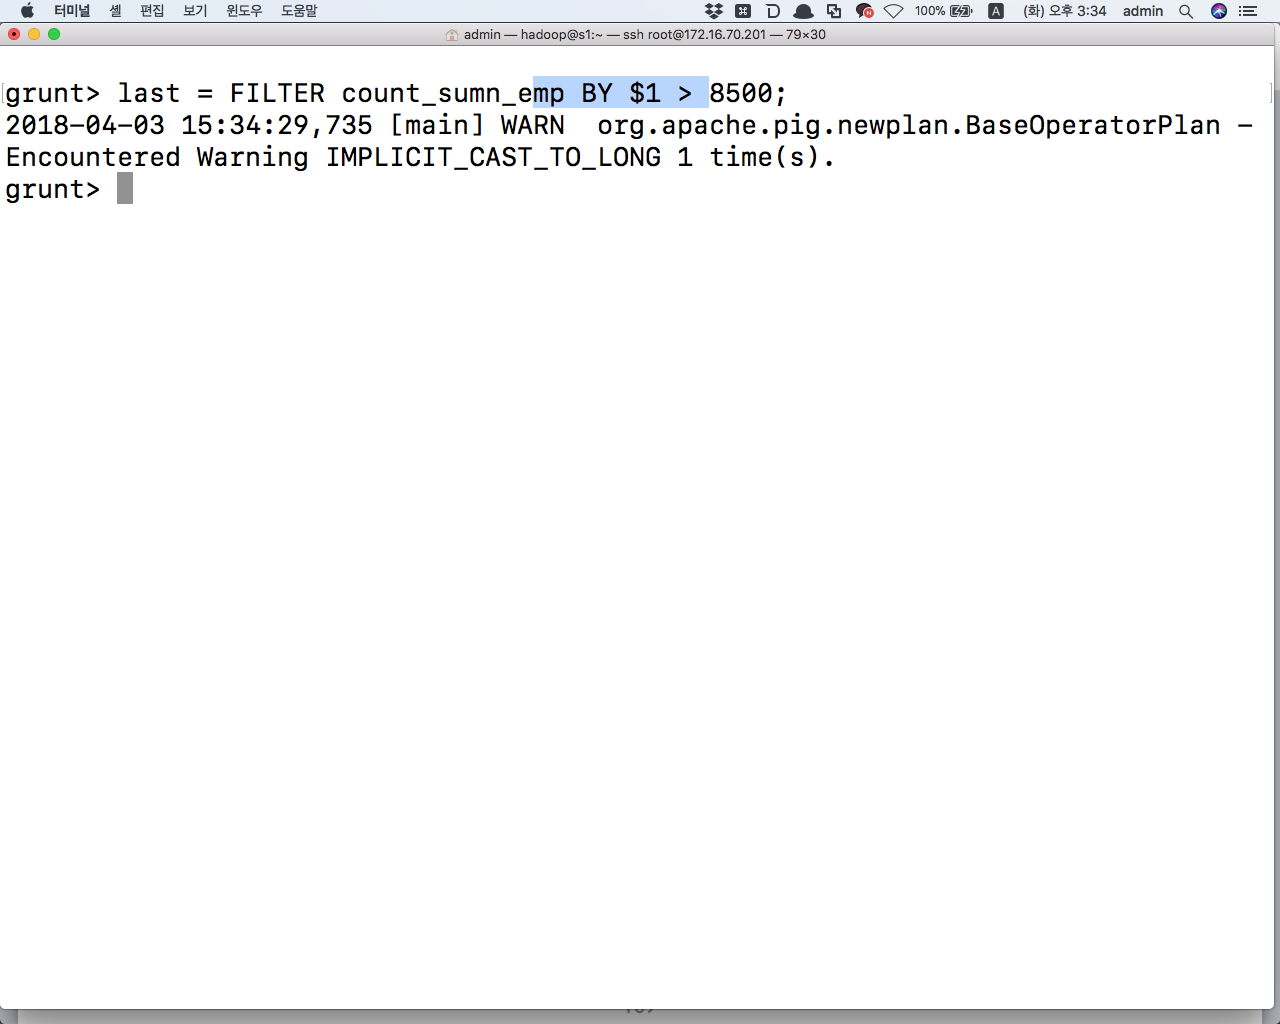 터미널 셸 편집 보기 윈도우 도움말 100% A (화) 오후 3:34 admin
admin — hadoop@s1:~ — ssh root@172.16.70.201 — 79×30
grunt> last = FILTER count_sumn_emp BY $1 > 8500;
2018-04-03 15:34:29,735 [main] WARN  org.apache.pig.newplan.BaseOperatorPlan -
Encountered Warning IMPLICIT_CAST_TO_LONG 1 time(s).
grunt>